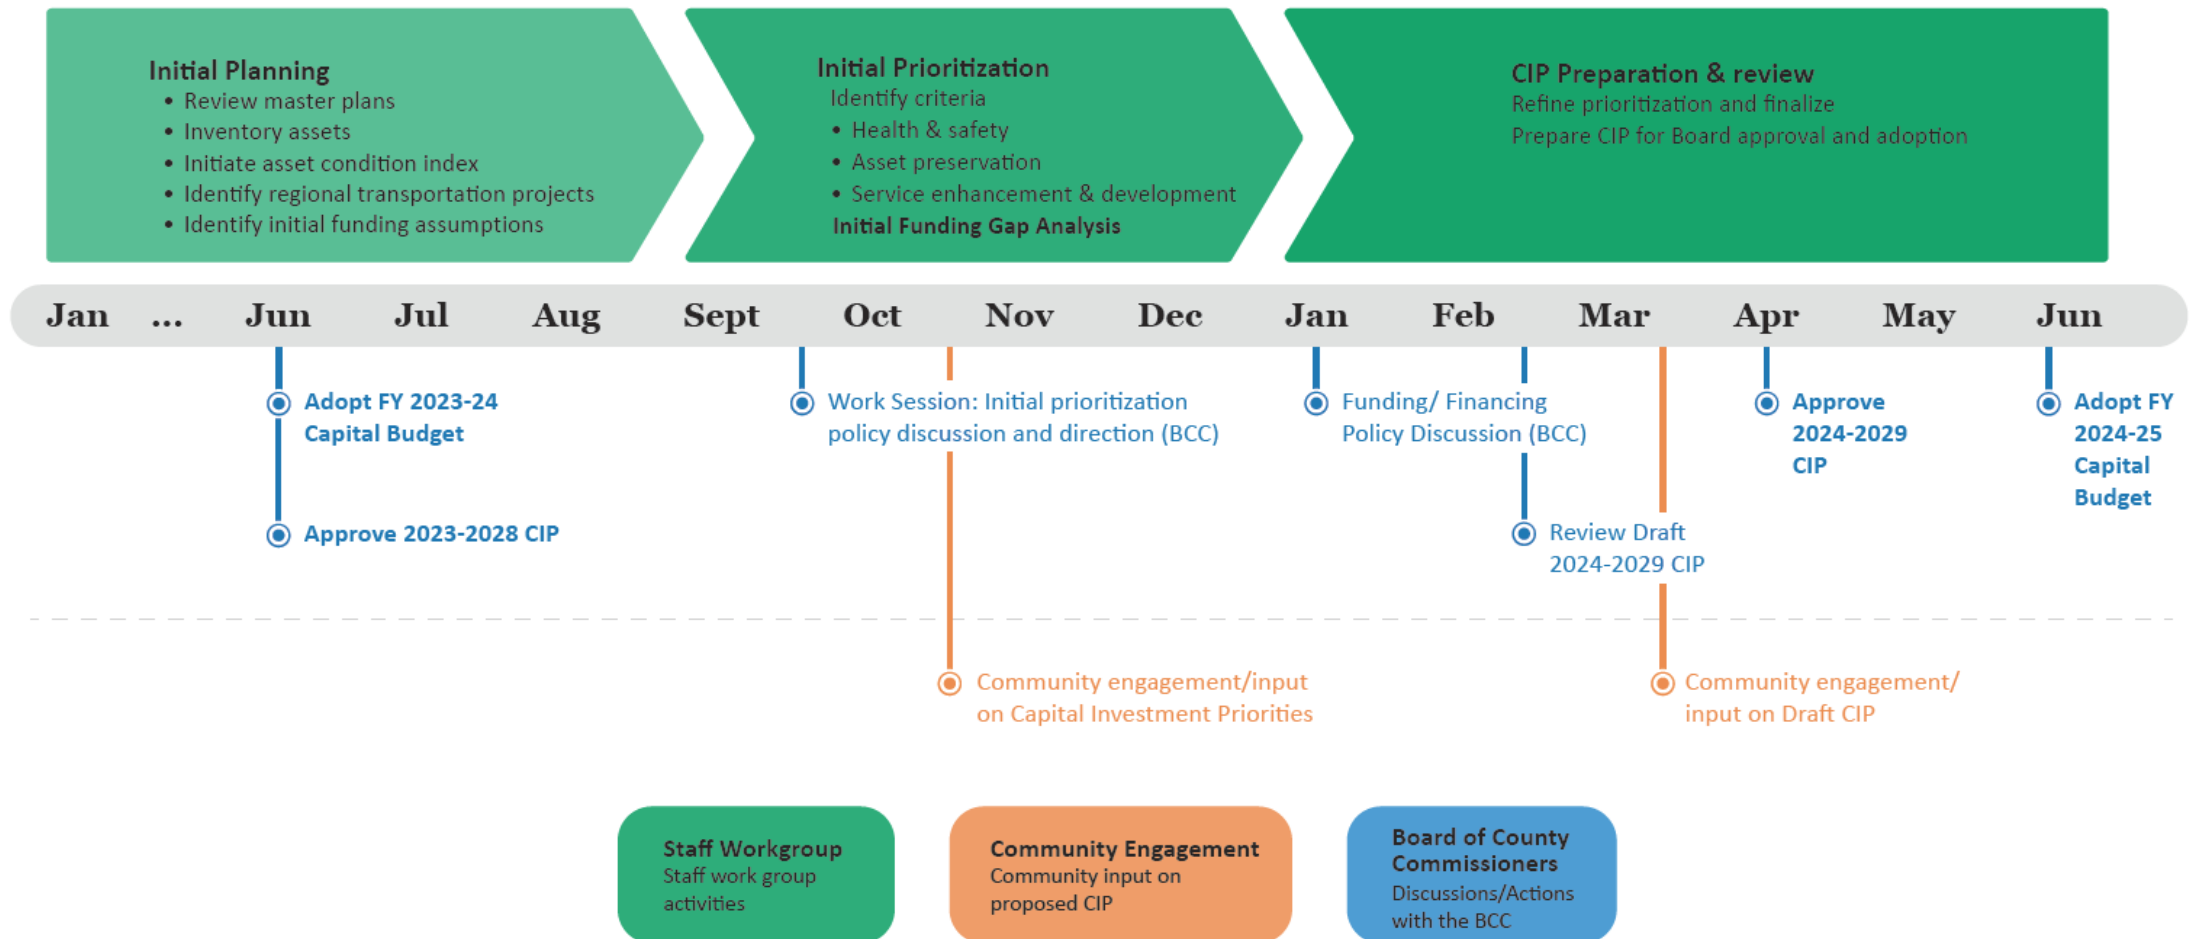 Initial Planning
• Review master plans
• Inventory assets
• Initiate asset condition index
• Identify regional transportation projects
• Identify initial funding assumptions
Initial Prioritization
Identify criteria
• Health & safety
• Asset preservation
• Service enhancement & development
Initial Funding Gap Analysis
CIP Preparation & review
Refine prioritization and finalize
Prepare CIP for Board approval and adoption
Jan ... Jun Jul Aug Sept Oct Nov Dec Jan Feb Mar Apr May Jun
Adopt FY 2023-24
Capital Budget
Approve 2023-2028 CIP
Work Session: Initial prioritization
policy discussion and direction (BCC)
Funding/ Financing
Policy Discussion (BCC)
Review Draft
2024-2029 CIP
Approve
2024-2029
CIP
Adopt FY
2024-25
Capital
Budget
Community engagement/input
on Capital Investment Priorities
Community engagement/
input on Draft CIP
Staff Workgroup
Staff work group
activities
Community Engagement
Community input on
proposed CIP
Board of County
Commissioners
Discussions/Actions
with the BCC